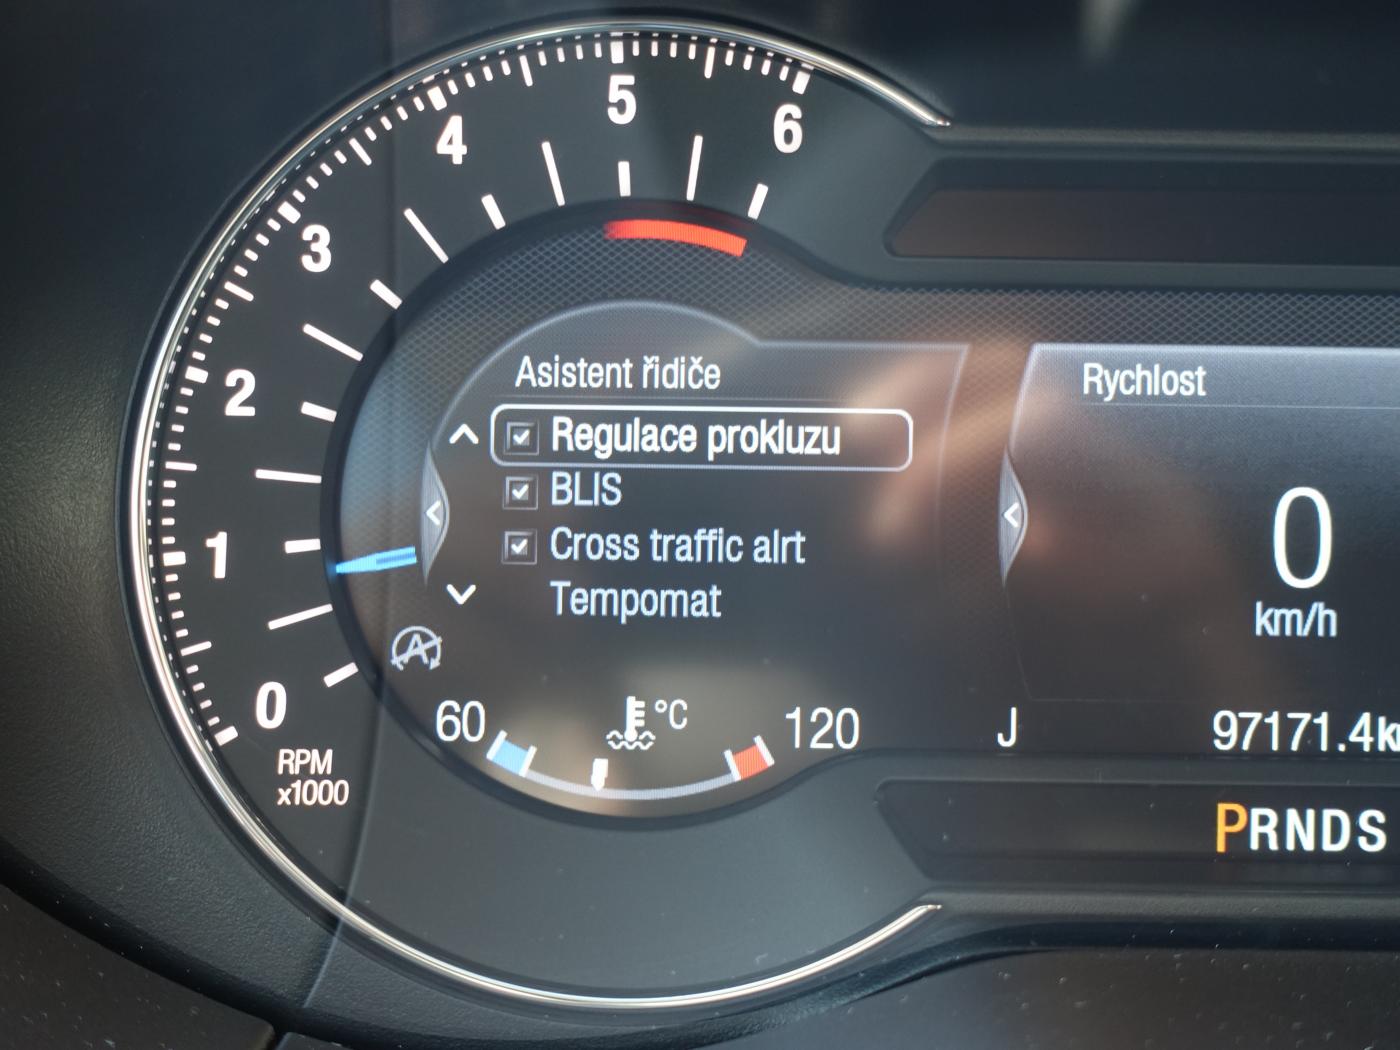 6
5
4
3
2
1
0
RPM
x1000
Asistent řidiče
Regulace prokluzu
BLIS
Cross traffic alrt
Tempomat
A
60
°C
120
Rychlost
0
km/h
J
97171.4km
PRNDS